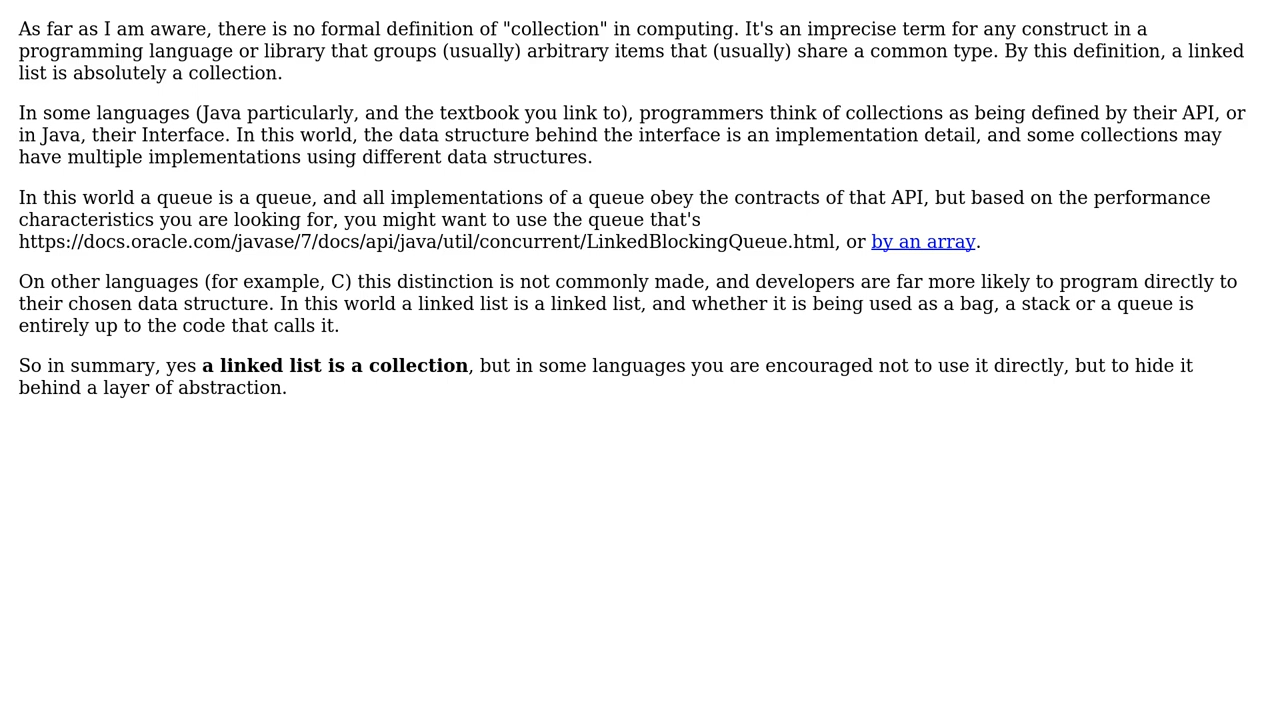 As far as I am aware, there is no formal definition of "collection" in computing. It's an imprecise term for any construct in a
programming language or library that groups (usually) arbitrary items that (usually) share a common type. By this definition, a linked
list is absolutely a collection.
In some languages (Java particularly, and the textbook you link to), programmers think of collections as being defined by their API, or
in Java, their Interface. In this world, the data structure behind the interface is an implementation detail, and some collections may
have multiple implementations using different data structures.
In this world a queue is a queue, and all implementations of a queue obey the contracts of that API, but based on the performance
characteristics you are looking for, you might want to use the queue that's
https://docs.oracle.com/javase/7/docs/api/java/util/concurrent/LinkedBlockingQueue.html, or by an array.
On other languages (for example, C) this distinction is not commonly made, and developers are far more likely to program directly to
their chosen data structure. In this world a linked list is a linked list, and whether it is being used as a bag, a stack or a queue is
entirely up to the code that calls it.
So in summary, yes a linked list is a collection, but in some languages you are encouraged not to use it directly, but to hide it
behind a layer of abstraction.